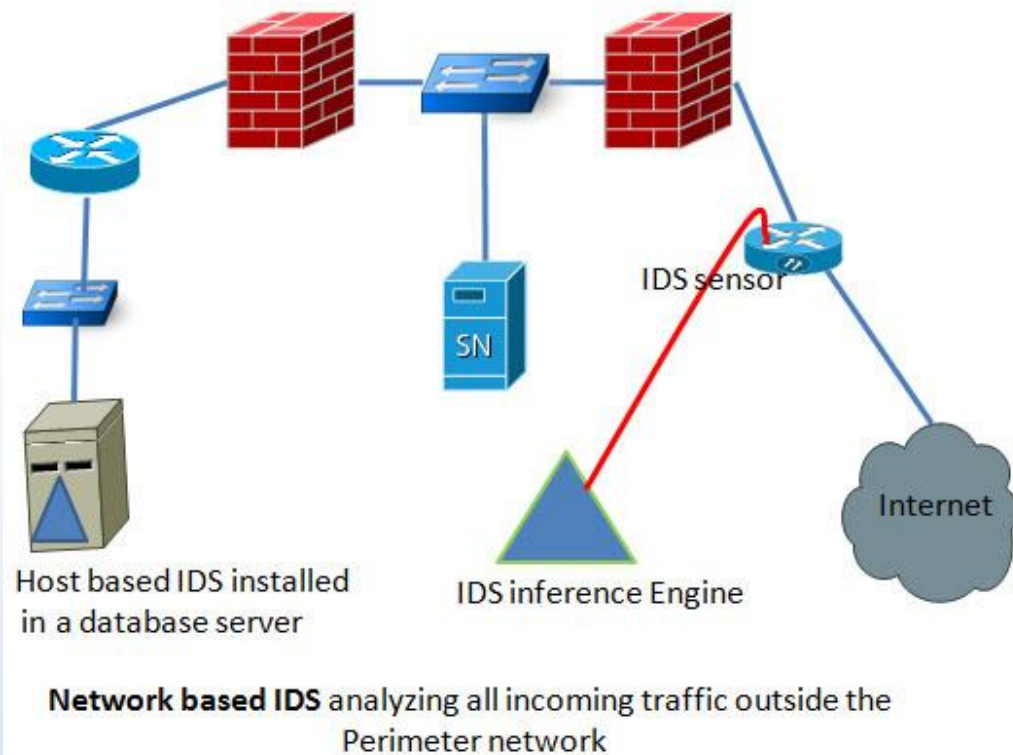 IDS sensor
SN
Internet
Host based IDS installed
in a database server
IDS inference Engine
Network based IDS analyzing all incoming traffic outside the
Perimeter network